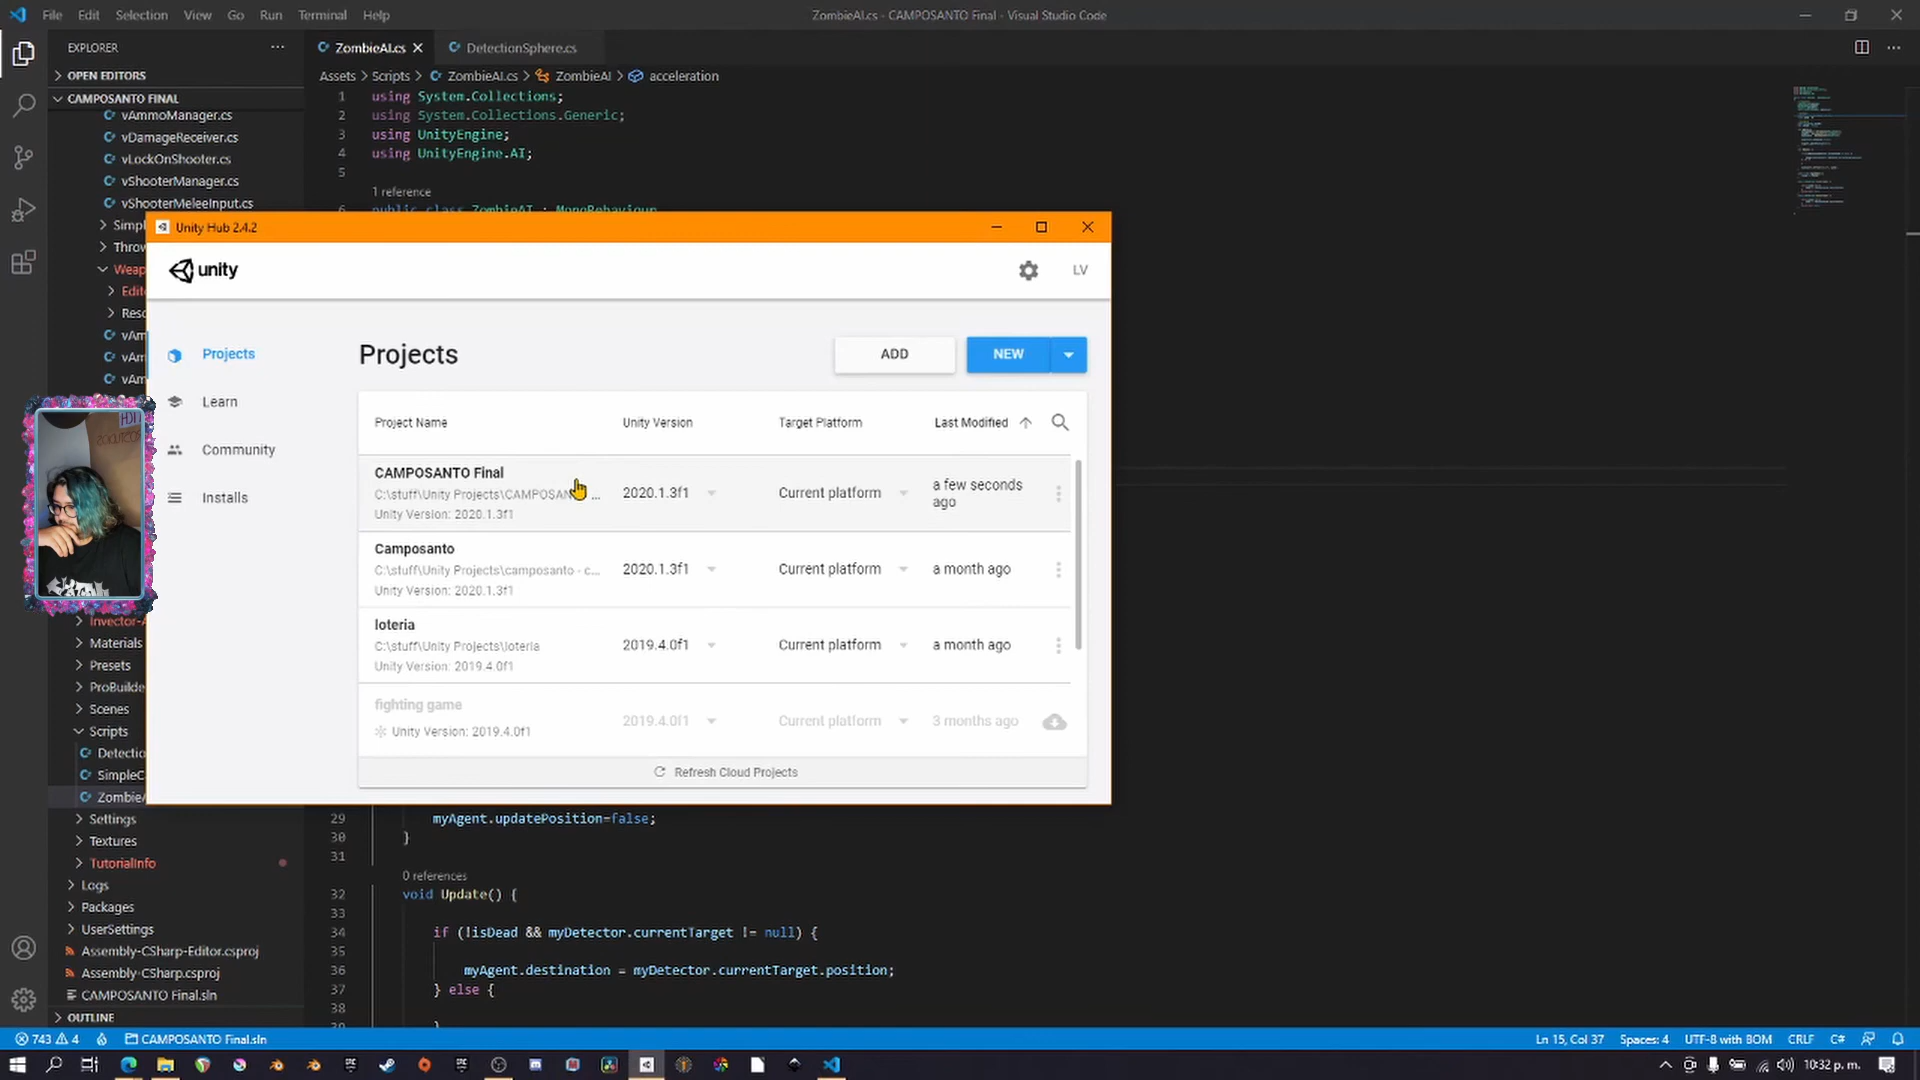 File Edit Selection View Go Run Terminal Help
ZombieAI.cs - CAMPOSANTO Final - Visual Studio Code
EXPLORER
OPEN EDITORS
CAMPOSANTO FINAL
vAmmoManager.cs
vDamageReceiver.cs
vLockOnShooter.cs
vShooterManager.cs
vShooterMeleeInput.cs
Simpl
Throw
Weap
Edit
Reso
vAm
vAm
vAm
Invector-A
Materials
Presets
ProBuilde
Scenes
Scripts
Detectio
SimpleC
ZombieA
Settings
Textures
TutorialInfo
Logs
Packages
UserSettings
Assembly-CSharp-Editor.csproj
Assembly-CSharp.csproj
CAMPOSANTO Final.sln
OUTLINE
ZombieAI.cs
DetectionSphere.cs
Assets > Scripts > ZombieAI.cs > ZombieAI > acceleration
1 using System.Collections;
2 using System.Collections.Generic;
3 using UnityEngine;
4 using UnityEngine.AI;
5
1 reference
6 public class ZombieAI : MonoBehaviour
Unity Hub 2.4.2
unity
LV
Projects
Learn
Community
Installs
Projects
ADD
NEW
Project Name Unity Version Target Platform Last Modified
CAMPOSANTO Final
C:\stuff\Unity Projects\CAMPOSAN ...
Unity Version: 2020.1.3f1
2020.1.3f1
Current platform
a few seconds
ago
Camposanto
C:\stuff\Unity Projects\camposanto - c...
Unity Version: 2020.1.3f1
2020.1.3f1
Current platform
a month ago
loteria
C:\stuff\Unity Projects\loteria
Unity Version: 2019.4.0f1
2019.4.0f1
Current platform
a month ago
fighting game
Unity Version: 2019.4.0f1
2019.4.0f1
Current platform
3 months ago
Refresh Cloud Projects
29 myAgent.updatePosition=false;
30 }
31
0 references
32 void Update() {
33
34 if (!isDead && myDetector.currentTarget != null) {
35
36 myAgent.destination = myDetector.currentTarget.position;
37 } else {
38
39 }
743 4
CAMPOSANTO Final.sln
Ln 15, Col 37 Spaces: 4 UTF-8 with BOM CRLF C#
10:32 p. m.